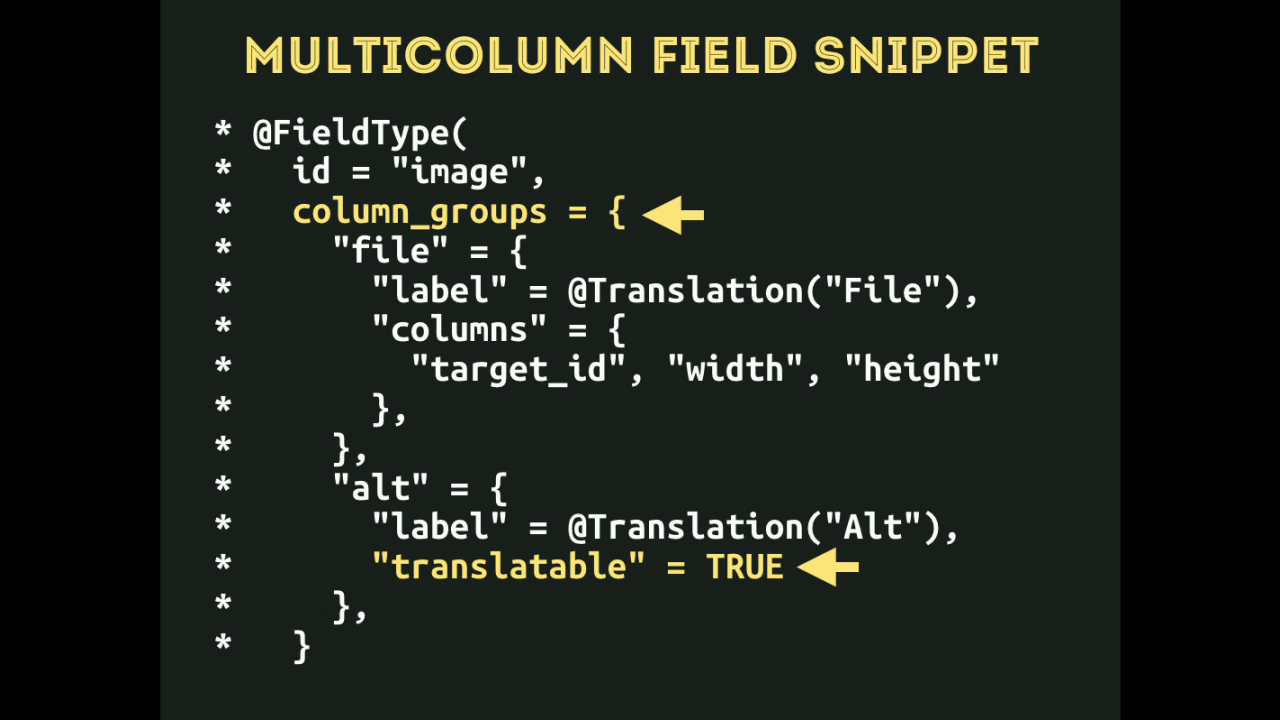 MULTICOLUMN FIELD SNIPPET
* @FieldType(
*   id = "image",
*   column_groups = {
*     "file" = {
*       "label" = @Translation("File"),
*       "columns" = {
*         "target_id", "width", "height"
*       },
*     },
*     "alt" = {
*       "label" = @Translation("Alt"),
*       "translatable" = TRUE
*     },
*   }